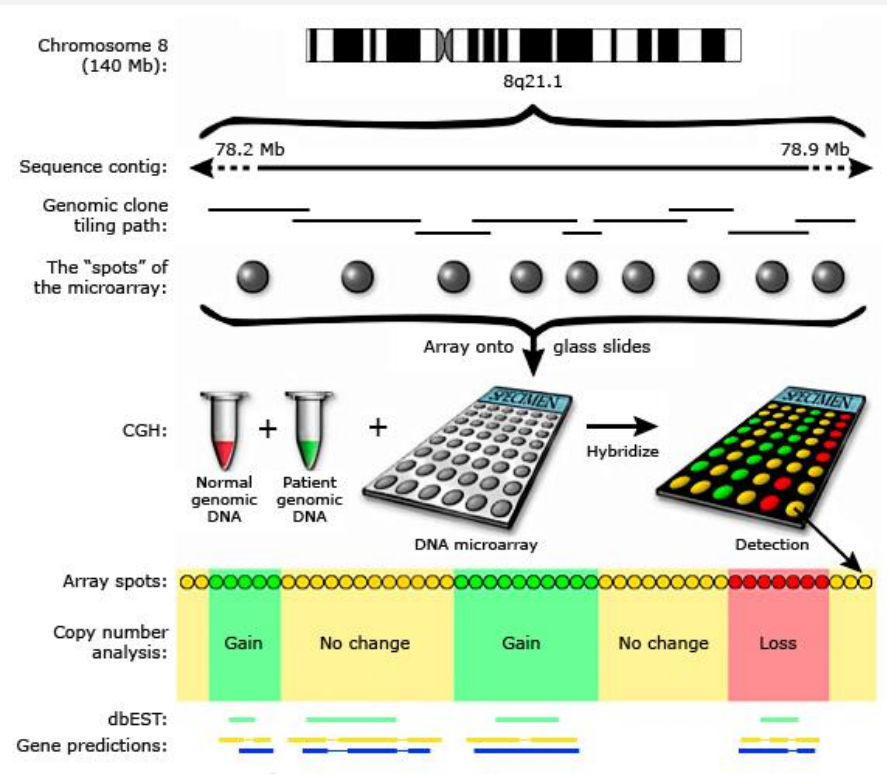 Chromosome 8
(140 Mb):
8q21.1
78.2 Mb
78.9 Mb
Sequence contig:
Genomic clone
tiling path:
The “spots” of
the microarray:
Array onto
glass slides
SPECIMEN
SPECIMEN
CGH:
+
+
Hybridize
Normal
genomic
DNA
Patient
genomic
DNA
DNA microarray
Detection
Array spots:
Copy number
analysis:
Gain
No change
Gain
No change
Loss
dbEST:
Gene predictions: